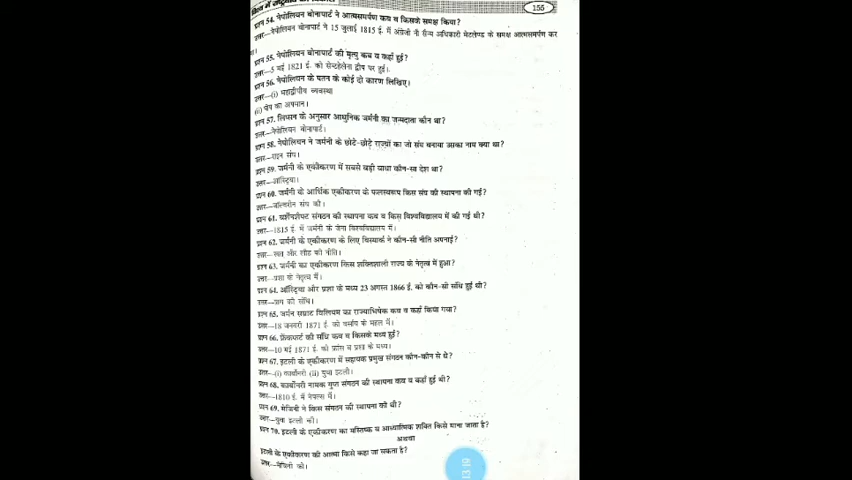 विश्व में राष्ट्रवाद का विकास
155
प्रश्न 54. नेपोलियन बोनापार्ट ने आत्मसमर्पण कब व किसके समक्ष किया?
उत्तर—नेपोलियन बोनापार्ट ने 15 जुलाई 1815 ई. में अंग्रेजी नौ सैन्य अधिकारी मेटलैण्ड के समक्ष आत्मसमर्पण कर
प्रश्न 55. नेपोलियन बोनापार्ट की मृत्यु कब व कहाँ हुई?
उत्तर—5 मई 1821 ई. को सेन्टहेलेना द्वीप पर हुई।
प्रश्न 56. नेपोलियन के पतन के कोई दो कारण लिखिए।
उत्तर—(i) महाद्वीपीय व्यवस्था
(ii) पोप का अपमान।
प्रश्न 57. लिप्सन के अनुसार आधुनिक जर्मनी का जन्मदाता कौन था?
उत्तर—नेपोलियन बोनापार्ट।
प्रश्न 58. नेपोलियन ने जर्मनी के छोटे-छोटे राज्यों का जो संघ बनाया उसका नाम क्या था?
उत्तर—राइन संघ।
प्रश्न 59. जर्मनी के एकीकरण में सबसे बड़ी बाधा कौन-सा देश था?
उत्तर—ऑस्ट्रिया।
प्रश्न 60. जर्मनी के आर्थिक एकीकरण के फलस्वरूप किस संघ की स्थापना की गई?
उत्तर—जॉल्वरीन संघ की।
प्रश्न 61. बर्शेनशैफ्ट संगठन की स्थापना कब व किस विश्वविद्यालय में की गई थी?
उत्तर—1815 ई. में जर्मनी के जेना विश्वविद्यालय में।
प्रश्न 62. जर्मनी के एकीकरण के लिए बिस्मार्क ने कौन-सी नीति अपनाई?
उत्तर—रक्त और लौह की नीति।
प्रश्न 63. जर्मनी का एकीकरण किस शक्तिशाली राज्य के नेतृत्व में हुआ?
उत्तर—प्रशा के नेतृत्व में।
प्रश्न 64. ऑस्ट्रिया और प्रशा के मध्य 23 अगस्त 1866 ई. को कौन-सी संधि हुई थी?
उत्तर—प्राग की संधि।
प्रश्न 65. जर्मन सम्राट विलियम का राज्याभिषेक कब व कहाँ किया गया?
उत्तर—18 जनवरी 1871 ई. को वर्साय के महल में।
प्रश्न 66. फ्रेंकफर्ट की संधि कब व किसके मध्य हुई?
उत्तर—10 मई 1871 ई. को फ्रांस व प्रशा के मध्य।
प्रश्न 67. इटली के एकीकरण में सहायक प्रमुख संगठन कौन-कौन से थे?
उत्तर—(i) कार्बोनरी (ii) युवा इटली।
प्रश्न 68. कार्बोनरी नामक गुप्त संगठन की स्थापना कब व कहाँ हुई थी?
उत्तर—1810 ई. में नेपल्स में।
प्रश्न 69. मेजिनी ने किस संगठन की स्थापना की थी?
उत्तर—युवा इटली की।
प्रश्न 70. इटली के एकीकरण का मस्तिष्क व आध्यात्मिक शक्ति किसे माना जाता है?
अथवा
इटली के एकीकरण की आत्मा किसे कहा जा सकता है?
उत्तर—मेजिनी को।
13:19